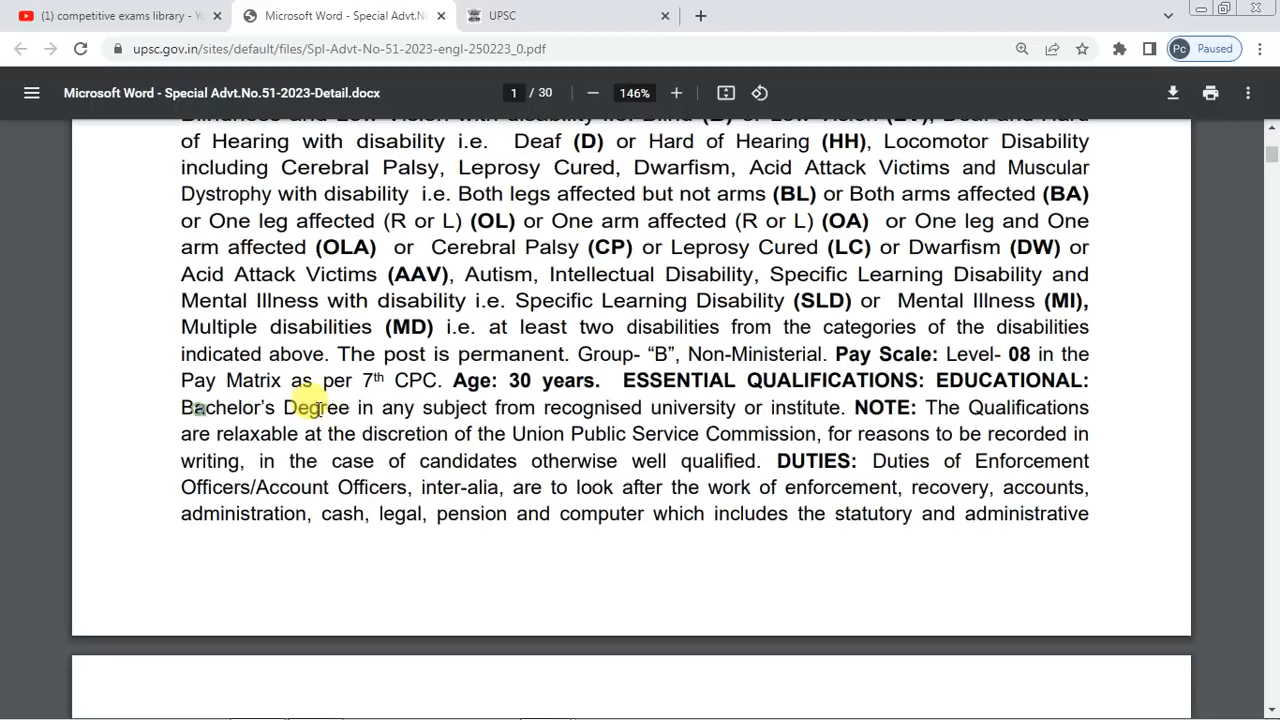 (1) competitive exams library - Yo
Microsoft Word - Special Advt.No.
UPSC
upsc.gov.in/sites/default/files/Spl-Advt-No-51-2023-engl-250223_0.pdf
Pc Paused
Microsoft Word - Special Advt.No.51-2023-Detail.docx
1 / 30
146%
of Hearing with disability i.e. Deaf (D) or Hard of Hearing (HH), Locomotor Disability
including Cerebral Palsy, Leprosy Cured, Dwarfism, Acid Attack Victims and Muscular
Dystrophy with disability i.e. Both legs affected but not arms (BL) or Both arms affected (BA)
or One leg affected (R or L) (OL) or One arm affected (R or L) (OA) or One leg and One
arm affected (OLA) or Cerebral Palsy (CP) or Leprosy Cured (LC) or Dwarfism (DW) or
Acid Attack Victims (AAV), Autism, Intellectual Disability, Specific Learning Disability and
Mental Illness with disability i.e. Specific Learning Disability (SLD) or Mental Illness (MI),
Multiple disabilities (MD) i.e. at least two disabilities from the categories of the disabilities
indicated above. The post is permanent. Group- “B”, Non-Ministerial. Pay Scale: Level- 08 in the
Pay Matrix as per 7th CPC. Age: 30 years. ESSENTIAL QUALIFICATIONS: EDUCATIONAL:
Bachelor’s Degree in any subject from recognised university or institute. NOTE: The Qualifications
are relaxable at the discretion of the Union Public Service Commission, for reasons to be recorded in
writing, in the case of candidates otherwise well qualified. DUTIES: Duties of Enforcement
Officers/Account Officers, inter-alia, are to look after the work of enforcement, recovery, accounts,
administration, cash, legal, pension and computer which includes the statutory and administrative